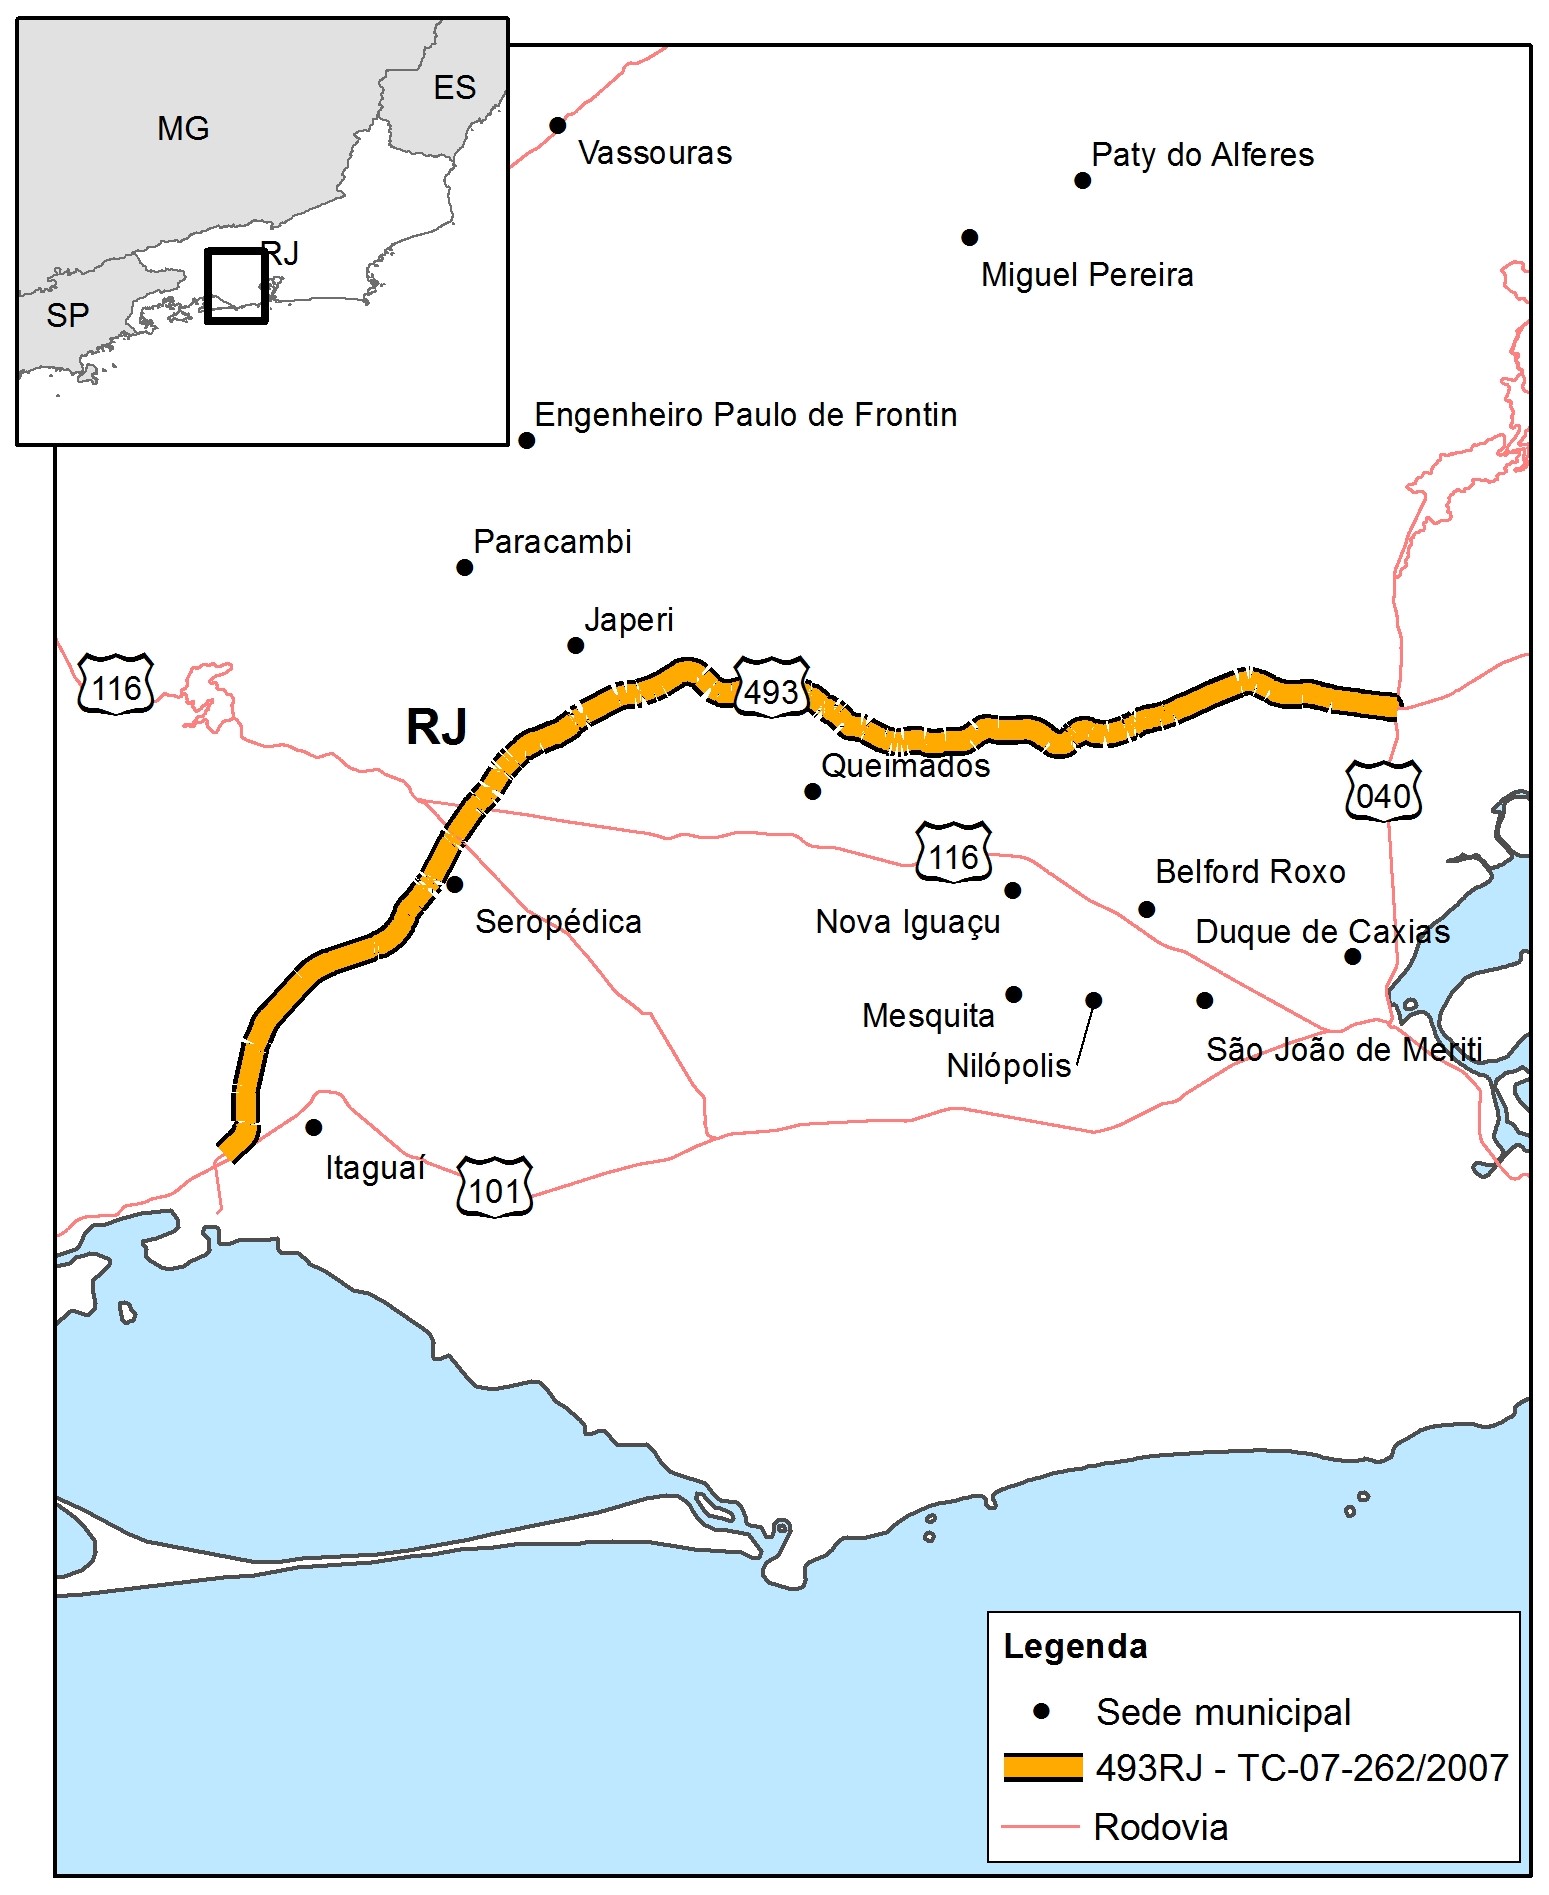 ES
MG
RJ
SP
Vassouras
Paty do Alferes
Miguel Pereira
Engenheiro Paulo de Frontin
Paracambi
Japeri
116
493
RJ
Queimados
040
116
Belford Roxo
Nova Iguaçu
Seropédica
Duque de Caxias
Mesquita
Nilópolis
São João de Meriti
Itaguaí
101
Legenda
Sede municipal
493RJ - TC-07-262/2007
Rodovia